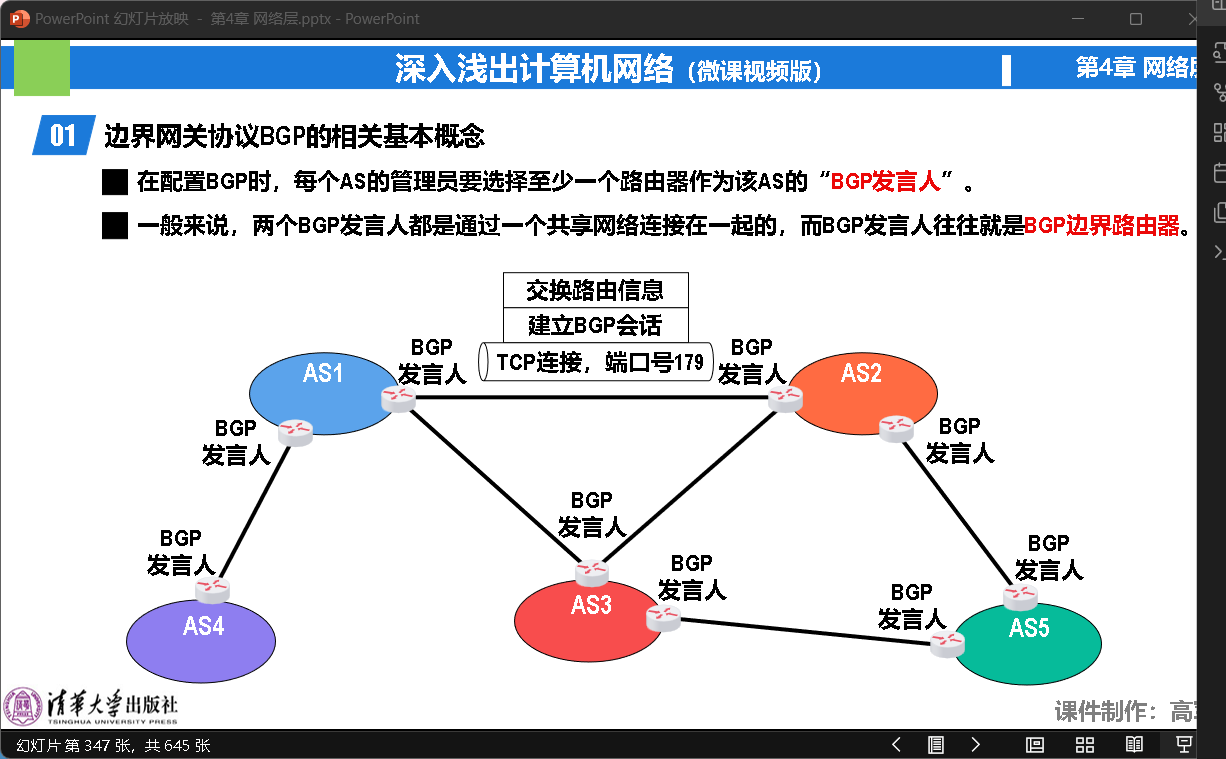 PowerPoint 幻灯片放映 - 第4章 网络层.pptx - PowerPoint
深入浅出计算机网络（微课视频版）
第4章 网络层
01 边界网关协议BGP的相关基本概念
在配置BGP时，每个AS的管理员要选择至少一个路由器作为该AS的“BGP发言人”。
一般来说，两个BGP发言人都是通过一个共享网络连接在一起的，而BGP发言人往往就是BGP边界路由器。
交换路由信息
建立BGP会话
TCP连接，端口号179
BGP
发言人
BGP
发言人
AS1
AS2
BGP
发言人
BGP
发言人
BGP
发言人
BGP
发言人
BGP
发言人
BGP
发言人
BGP
发言人
AS3
AS4
AS5
清华大学出版社
TSINGHUA UNIVERSITY PRESS
课件制作：高
幻灯片 第 347 张，共 645 张